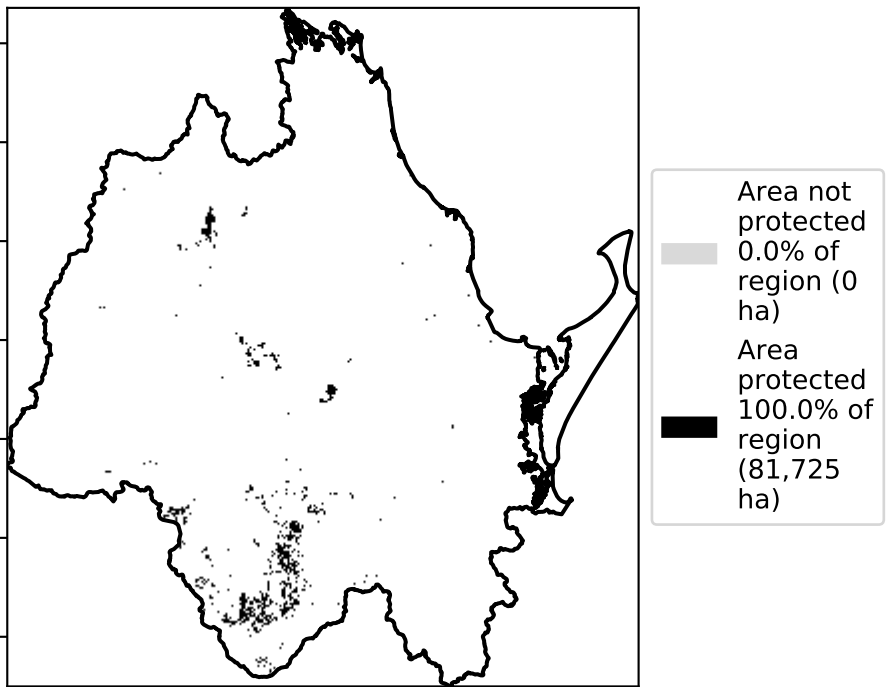 Area not
protected
0.0% of
region (0
ha)
Area
protected
100.0% of
region
(81,725
ha)